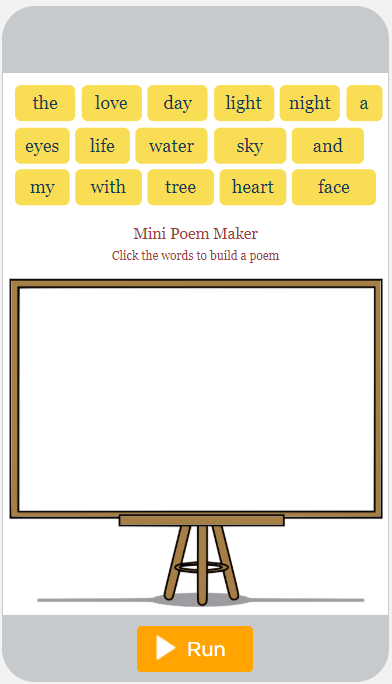 the love day light night a
eyes life water sky and
my with tree heart face
Mini Poem Maker
Click the words to build a poem
Run